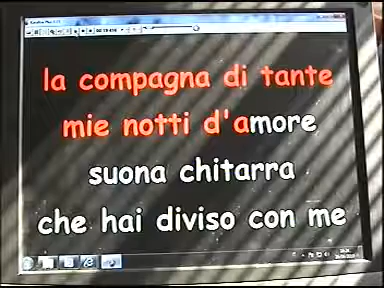 la compagna di tante
mie notti d'amore
suona chitarra
che hai diviso con me